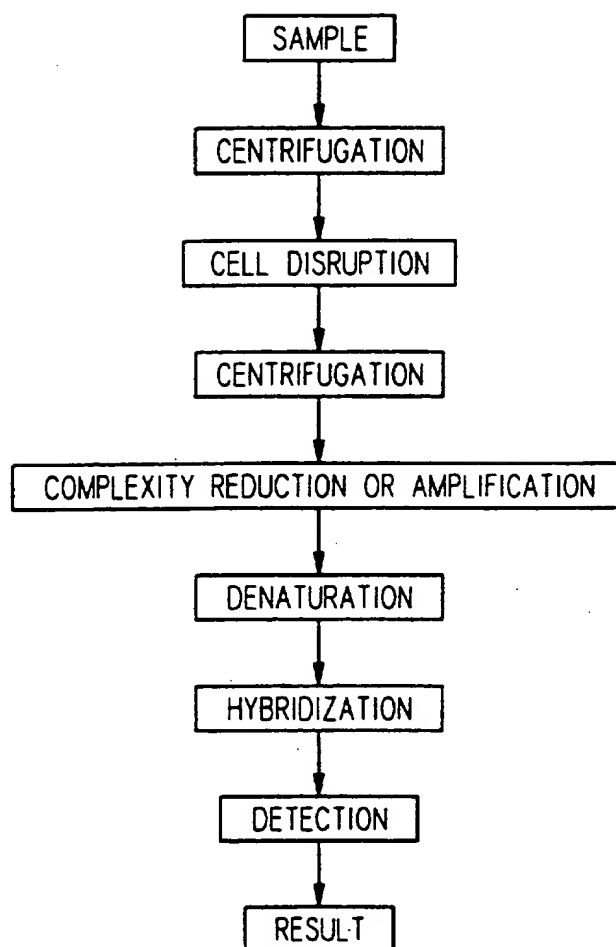 SAMPLE
CENTRIFUGATION
CELL DISRUPTION
CENTRIFUGATION
COMPLEXITY REDUCTION OR AMPLIFICATION
DENATURATION
HYBRIDIZATION
DETECTION
RESULT